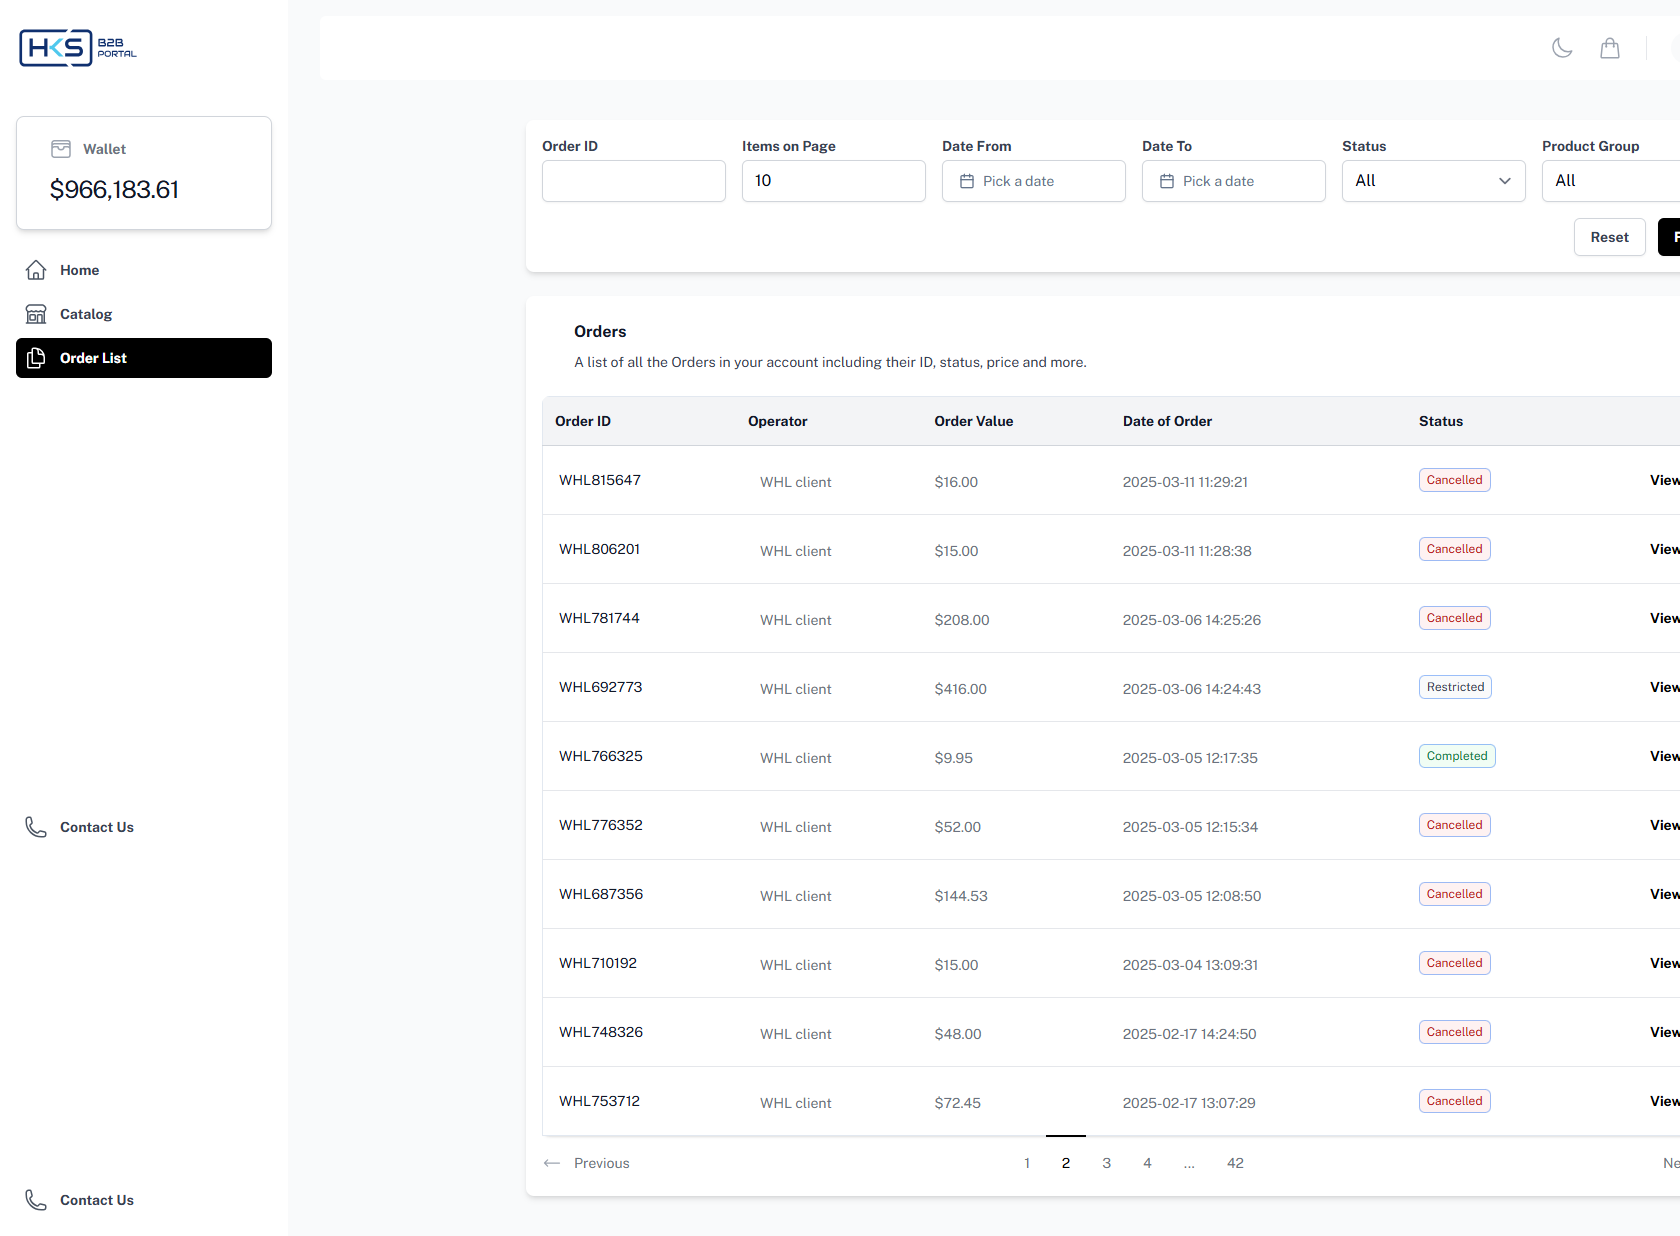 HKS B2B PORTAL
Wallet
$966,183.61
Home
Catalog
Order List
Contact Us
Contact Us
Order ID Items on Page Date From Date To Status Product Group
10 Pick a date Pick a date All All
Reset F
Orders
A list of all the Orders in your account including their ID, status, price and more.
Order ID Operator Order Value Date of Order Status
WHL815647 WHL client $16.00 2025-03-11 11:29:21 Cancelled View
WHL806201 WHL client $15.00 2025-03-11 11:28:38 Cancelled View
WHL781744 WHL client $208.00 2025-03-06 14:25:26 Cancelled View
WHL692773 WHL client $416.00 2025-03-06 14:24:43 Restricted View
WHL766325 WHL client $9.95 2025-03-05 12:17:35 Completed View
WHL776352 WHL client $52.00 2025-03-05 12:15:34 Cancelled View
WHL687356 WHL client $144.53 2025-03-05 12:08:50 Cancelled View
WHL710192 WHL client $15.00 2025-03-04 13:09:31 Cancelled View
WHL748326 WHL client $48.00 2025-02-17 14:24:50 Cancelled View
WHL753712 WHL client $72.45 2025-02-17 13:07:29 Cancelled View
Previous 1 2 3 4 ... 42 Ne